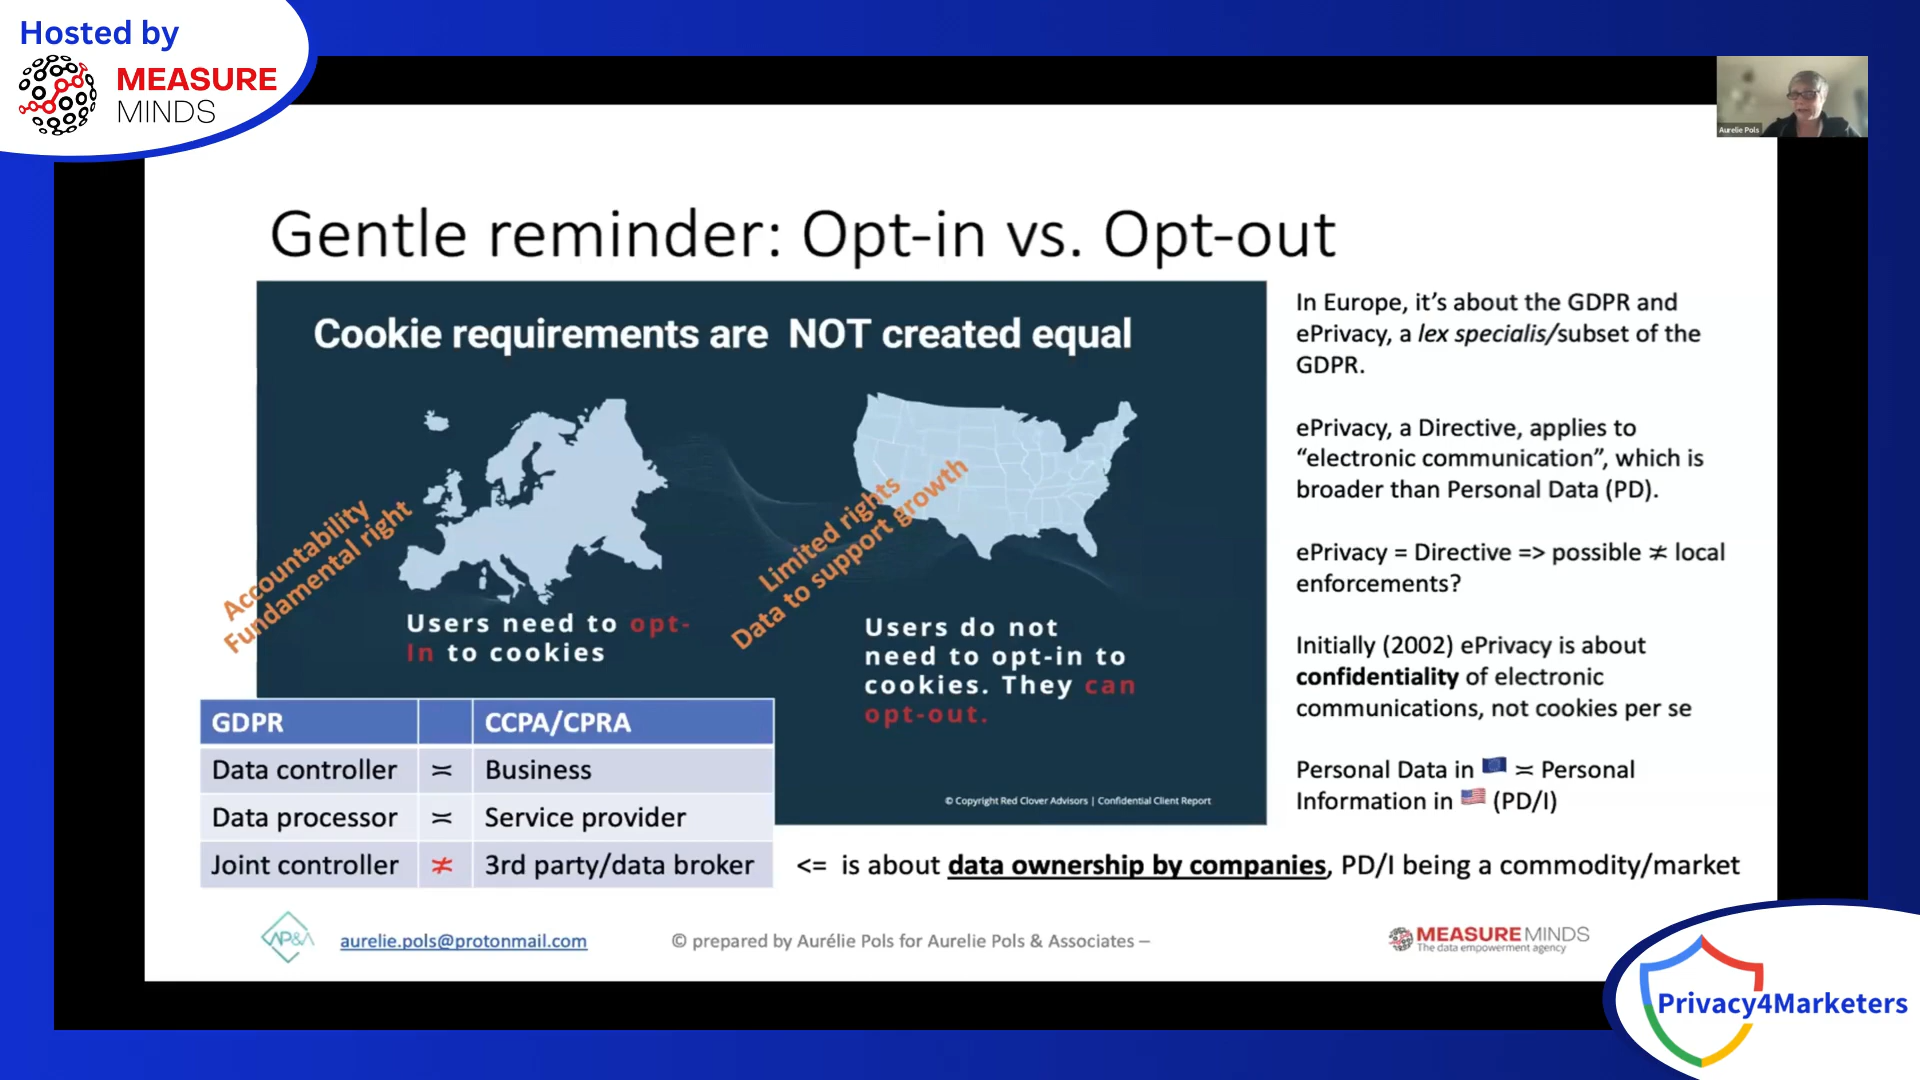 Hosted by
MEASURE
MINDS
Aurelie Pols
Gentle reminder: Opt-in vs. Opt-out
Cookie requirements are NOT created equal
Accountability
Fundamental right
Limited rights
Data to support growth
Users need to opt-
In to cookies
Users do not
need to opt-in to
cookies. They can
opt-out.
© Copyright Red Clover Advisors | Confidential Client Report
In Europe, it’s about the GDPR and
ePrivacy, a lex specialis/subset of the
GDPR.
ePrivacy, a Directive, applies to
“electronic communication”, which is
broader than Personal Data (PD).
ePrivacy = Directive => possible ≠ local
enforcements?
Initially (2002) ePrivacy is about
confidentiality of electronic
communications, not cookies per se
Personal Data in 🇪🇺 ≍ Personal
Information in 🇺🇸 (PD/I)
GDPR CCPA/CPRA
Data controller ≍ Business
Data processor ≍ Service provider
Joint controller ≭ 3rd party/data broker
<= is about data ownership by companies, PD/I being a commodity/market
AP&A
aurelie.pols@protonmail.com
© prepared by Aurélie Pols for Aurelie Pols & Associates –
MEASUREMINDS
The data empowerment agency
Privacy4Marketers